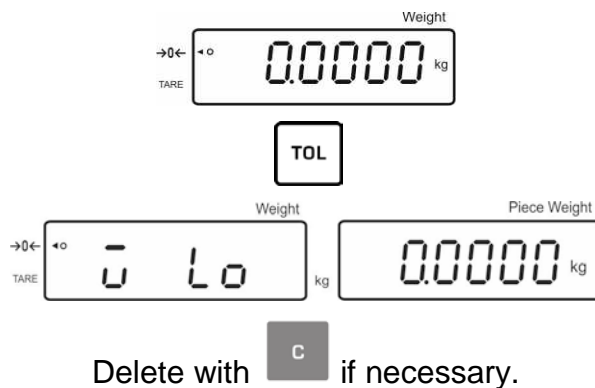 Weight
→0← ◄o 0.0000 kg
TARE
TOL
Weight Piece Weight
→0← ◄o Lo 0.0000 kg
TARE kg
C
Delete with C if necessary.